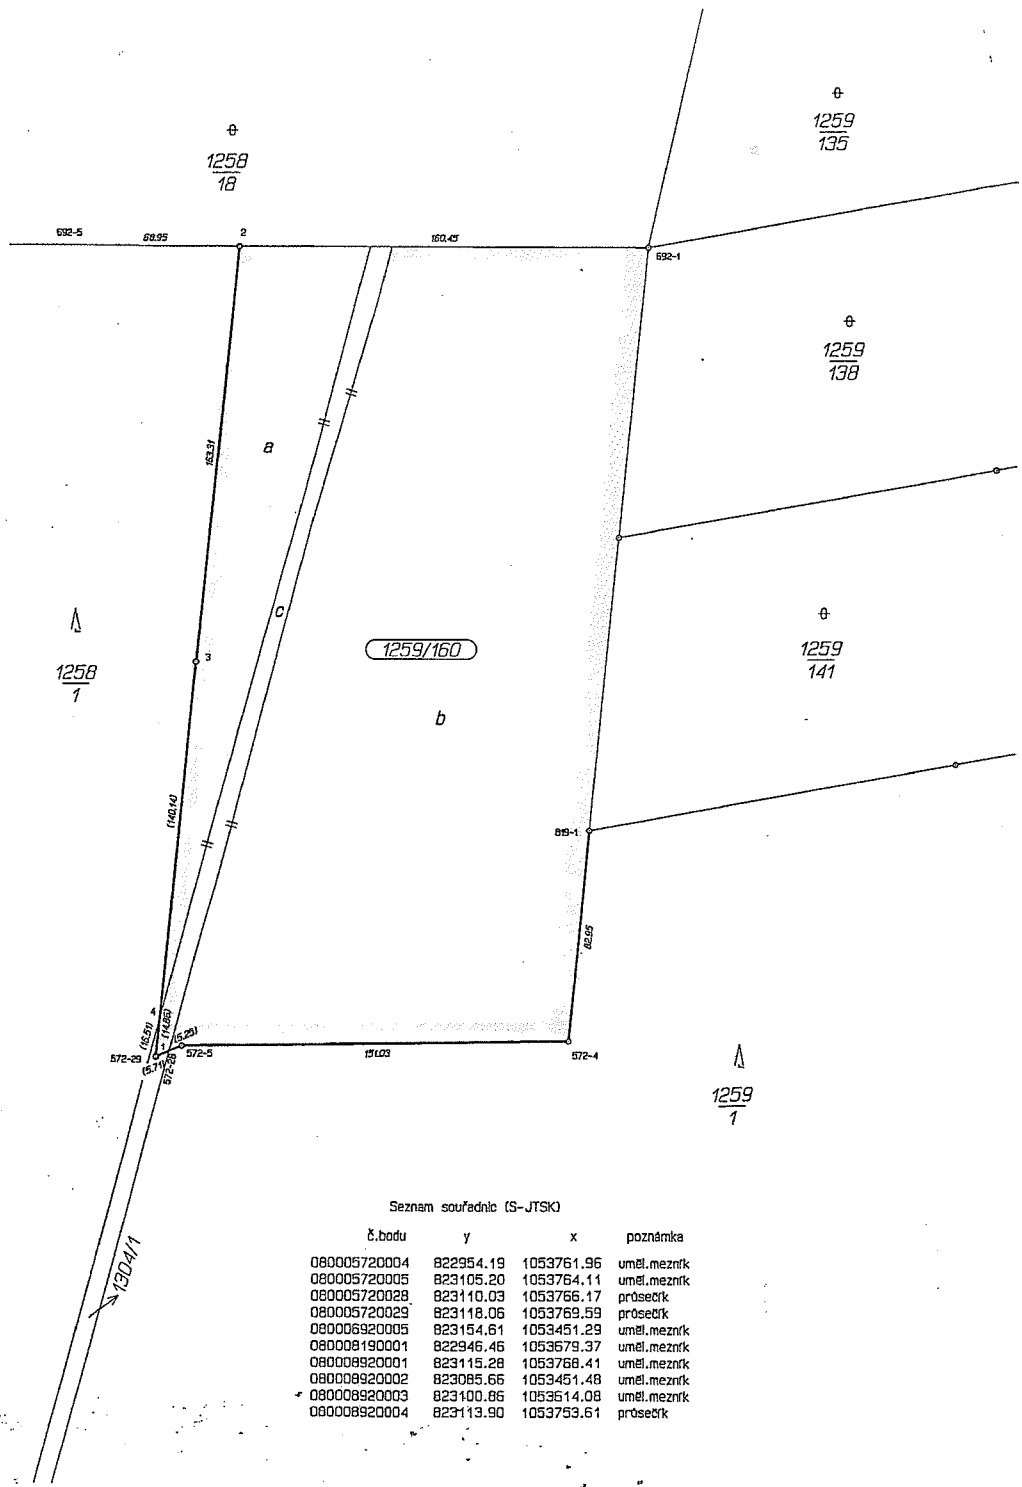 1259
135
1258
18
692-5
68.95
2
160.45
692-1
1259
138
163.31
a
c
1259/160
1259
141
1258
1
3
b
(140.14)
819-1
82.95
4
(16.51)
(14.86)
(5.25)
1
572-29
(5.71)
572-28
572-5
151.03
572-4
1259
1
1304/1
Seznam souřadnic (S-JTSK)
č.bodu y x poznámka
080005720004 822954.19 1053761.96 uměl.mezník
080005720005 823105.20 1053764.11 uměl.mezník
080005720028 823110.03 1053766.17 průsečík
080005720029 823118.06 1053769.59 průsečík
080006920005 823154.61 1053451.29 uměl.mezník
080008190001 822946.46 1053679.37 uměl.mezník
080008920001 823115.28 1053768.41 uměl.mezník
080008920002 823085.66 1053451.48 uměl.mezník
080008920003 823100.86 1053614.08 uměl.mezník
080008920004 823113.90 1053753.61 průsečík